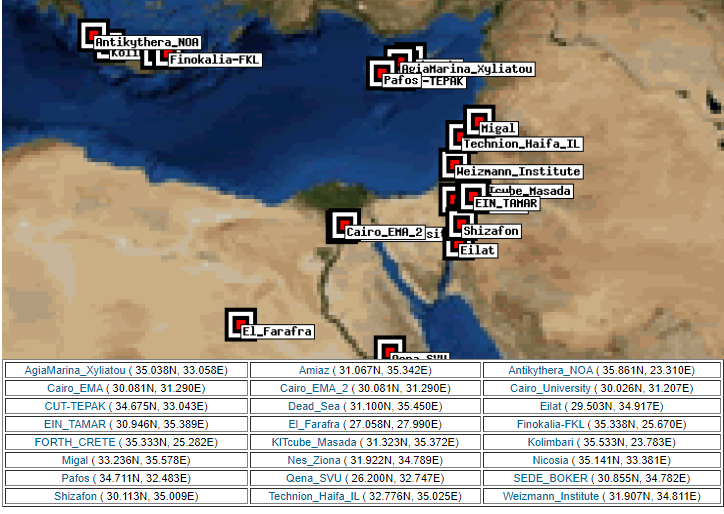 Antikythera_NOA
Koli
Finokalia-FKL
AgiaMarina_Xyliatou
Pafos -TEPAK
Migal
Technion_Haifa_IL
Weizmann_Institute
Icube_Masada
EIN_TAMAR
Cairo_EMA_2 sit Shizafon
Eilat
El_Farafra
Qena_SVU
AgiaMarina_Xyliatou ( 35.038N, 33.058E) Amiaz ( 31.067N, 35.342E) Antikythera_NOA ( 35.861N, 23.310E)
Cairo_EMA ( 30.081N, 31.290E) Cairo_EMA_2 ( 30.081N, 31.290E) Cairo_University ( 30.026N, 31.207E)
CUT-TEPAK ( 34.675N, 33.043E) Dead_Sea ( 31.100N, 35.450E) Eilat ( 29.503N, 34.917E)
EIN_TAMAR ( 30.946N, 35.389E) El_Farafra ( 27.058N, 27.990E) Finokalia-FKL ( 35.338N, 25.670E)
FORTH_CRETE ( 35.333N, 25.282E) KITcube_Masada ( 31.323N, 35.372E) Kolimbari ( 35.533N, 23.783E)
Migal ( 33.236N, 35.578E) Nes_Ziona ( 31.922N, 34.789E) Nicosia ( 35.141N, 33.381E)
Pafos ( 34.711N, 32.483E) Qena_SVU ( 26.200N, 32.747E) SEDE_BOKER ( 30.855N, 34.782E)
Shizafon ( 30.113N, 35.009E) Technion_Haifa_IL ( 32.776N, 35.025E) Weizmann_Institute ( 31.907N, 34.811E)